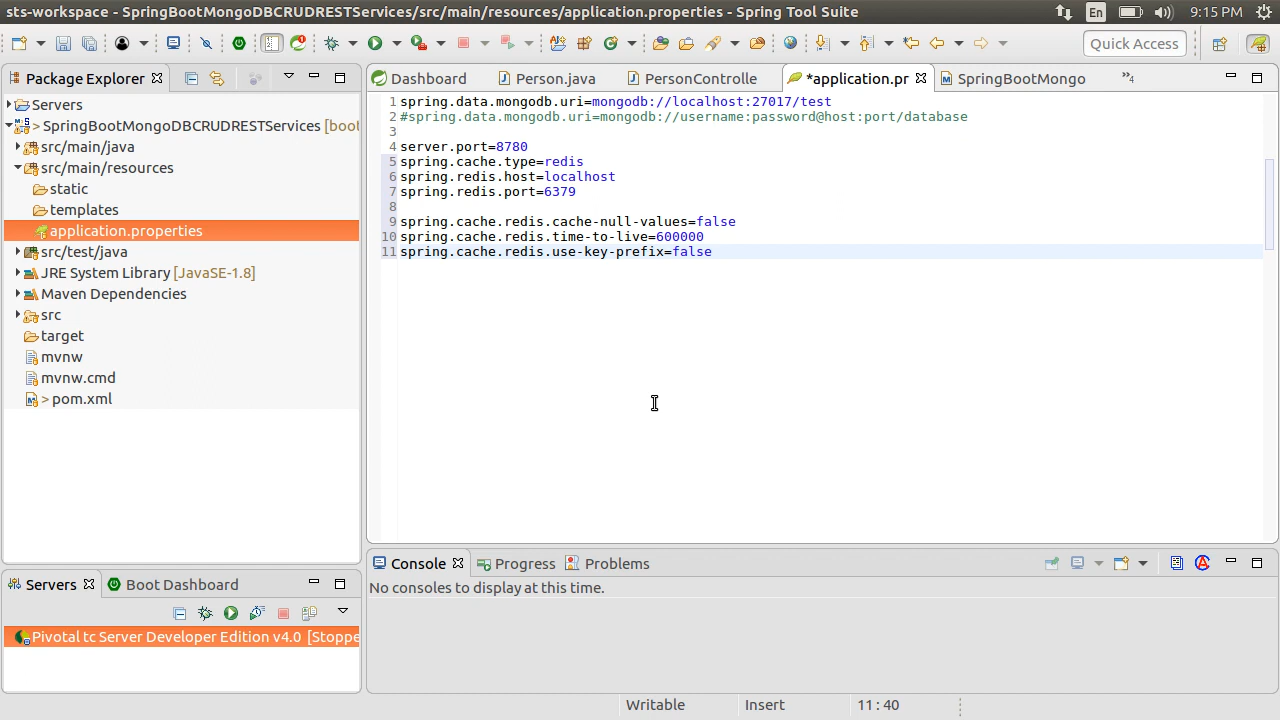 sts-workspace - SpringBootMongoDBCRUDRESTServices/src/main/resources/application.properties - Spring Tool Suite
En
9:15 PM
Quick Access
Package Explorer
Dashboard
Person.java
PersonControlle
*application.pr
SpringBootMongo
»4
Servers
> SpringBootMongoDBCRUDRESTServices [boot
src/main/java
src/main/resources
static
templates
application.properties
src/test/java
JRE System Library [JavaSE-1.8]
Maven Dependencies
src
target
mvnw
mvnw.cmd
> pom.xml
1 spring.data.mongodb.uri=mongodb://localhost:27017/test
2 #spring.data.mongodb.uri=mongodb://username:password@host:port/database
3
4 server.port=8780
5 spring.cache.type=redis
6 spring.redis.host=localhost
7 spring.redis.port=6379
8
9 spring.cache.redis.cache-null-values=false
10 spring.cache.redis.time-to-live=600000
11 spring.cache.redis.use-key-prefix=false
Servers
Boot Dashboard
Pivotal tc Server Developer Edition v4.0 [Stoppe
Console
Progress
Problems
No consoles to display at this time.
Writable
Insert
11 : 40